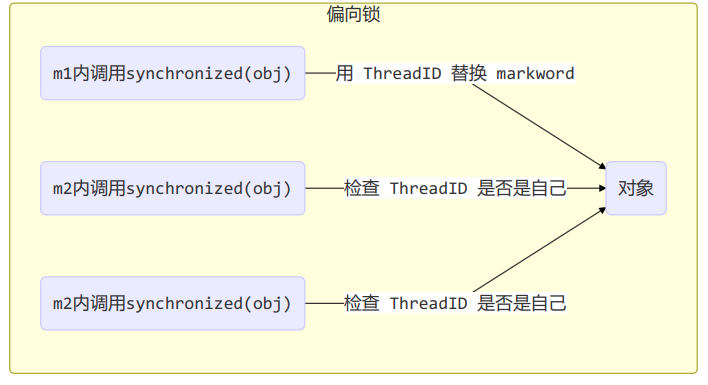 偏向锁
m1内调用synchronized(obj)
用 ThreadID 替换 markword
m2内调用synchronized(obj)
检查 ThreadID 是否是自己
对象
m2内调用synchronized(obj)
检查 ThreadID 是否是自己